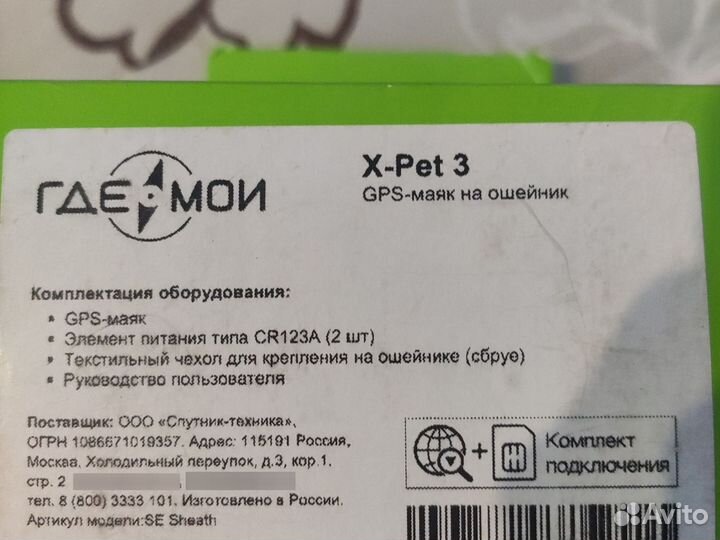 ГДЕ МОИ
X-Pet 3
GPS-маяк на ошейник
Комплектация оборудования:
• GPS-маяк
• Элемент питания типа CR123A (2 шт)
• Текстильный чехол для крепления на ошейнике (сбруе)
• Руководство пользователя
Поставщик: ООО «Спутник-техника»,
ОГРН 1086671019357. Адрес: 115191 Россия,
Москва, Холодильный переулок, д.3, кор.1,
стр. 2
тел. 8 (800) 3333 101. Изготовлено в России.
Артикул модели:SE Sheath
+
Комплект
подключения
Avito